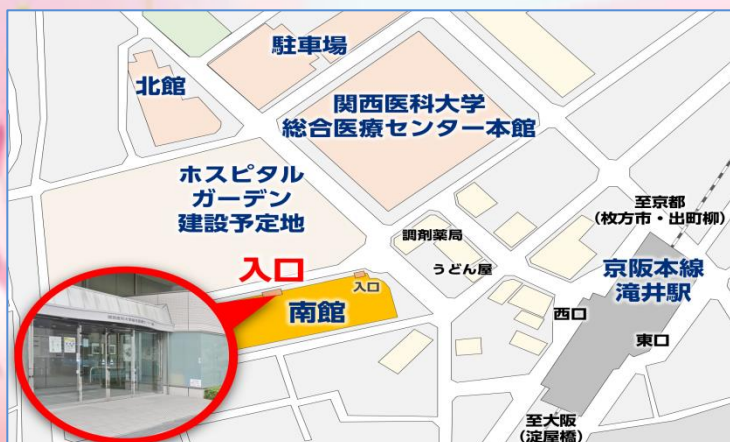 駐車場
北館
関西医科大学
総合医療センター本館
ホスピタル
ガーデン
建設予定地
至京都
(枚方市・出町柳)
調剤薬局
うどん屋
京阪本線
滝井駅
入口
入口
南館
西口
東口
至大阪
(淀屋橋)